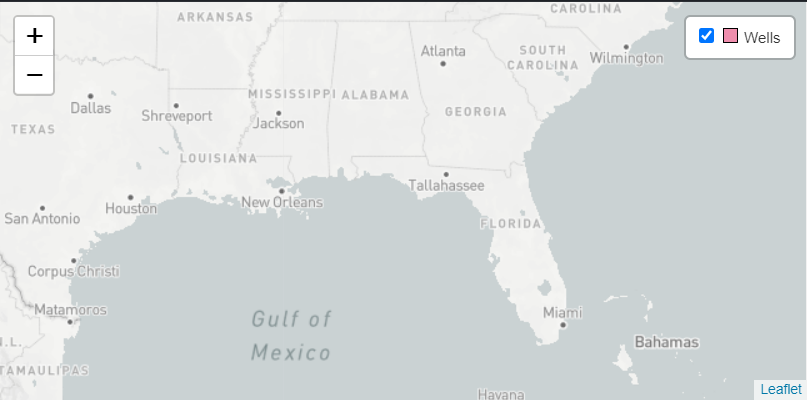 CAROLINA
+
ARKANSAS
Wells
−
Atlanta
SOUTH
CAROLINA
Wilmington
Dallas
MISSISSIPPI
ALABAMA
Shreveport
GEORGIA
TEXAS
Jackson
LOUISIANA
Tallahassee
San Antonio
Houston
New Orleans
FLORIDA
Corpus Christi
Matamoros
Gulf of
Mexico
Miami
N.L.
Bahamas
TAMAULIPAS
Havana
Leaflet